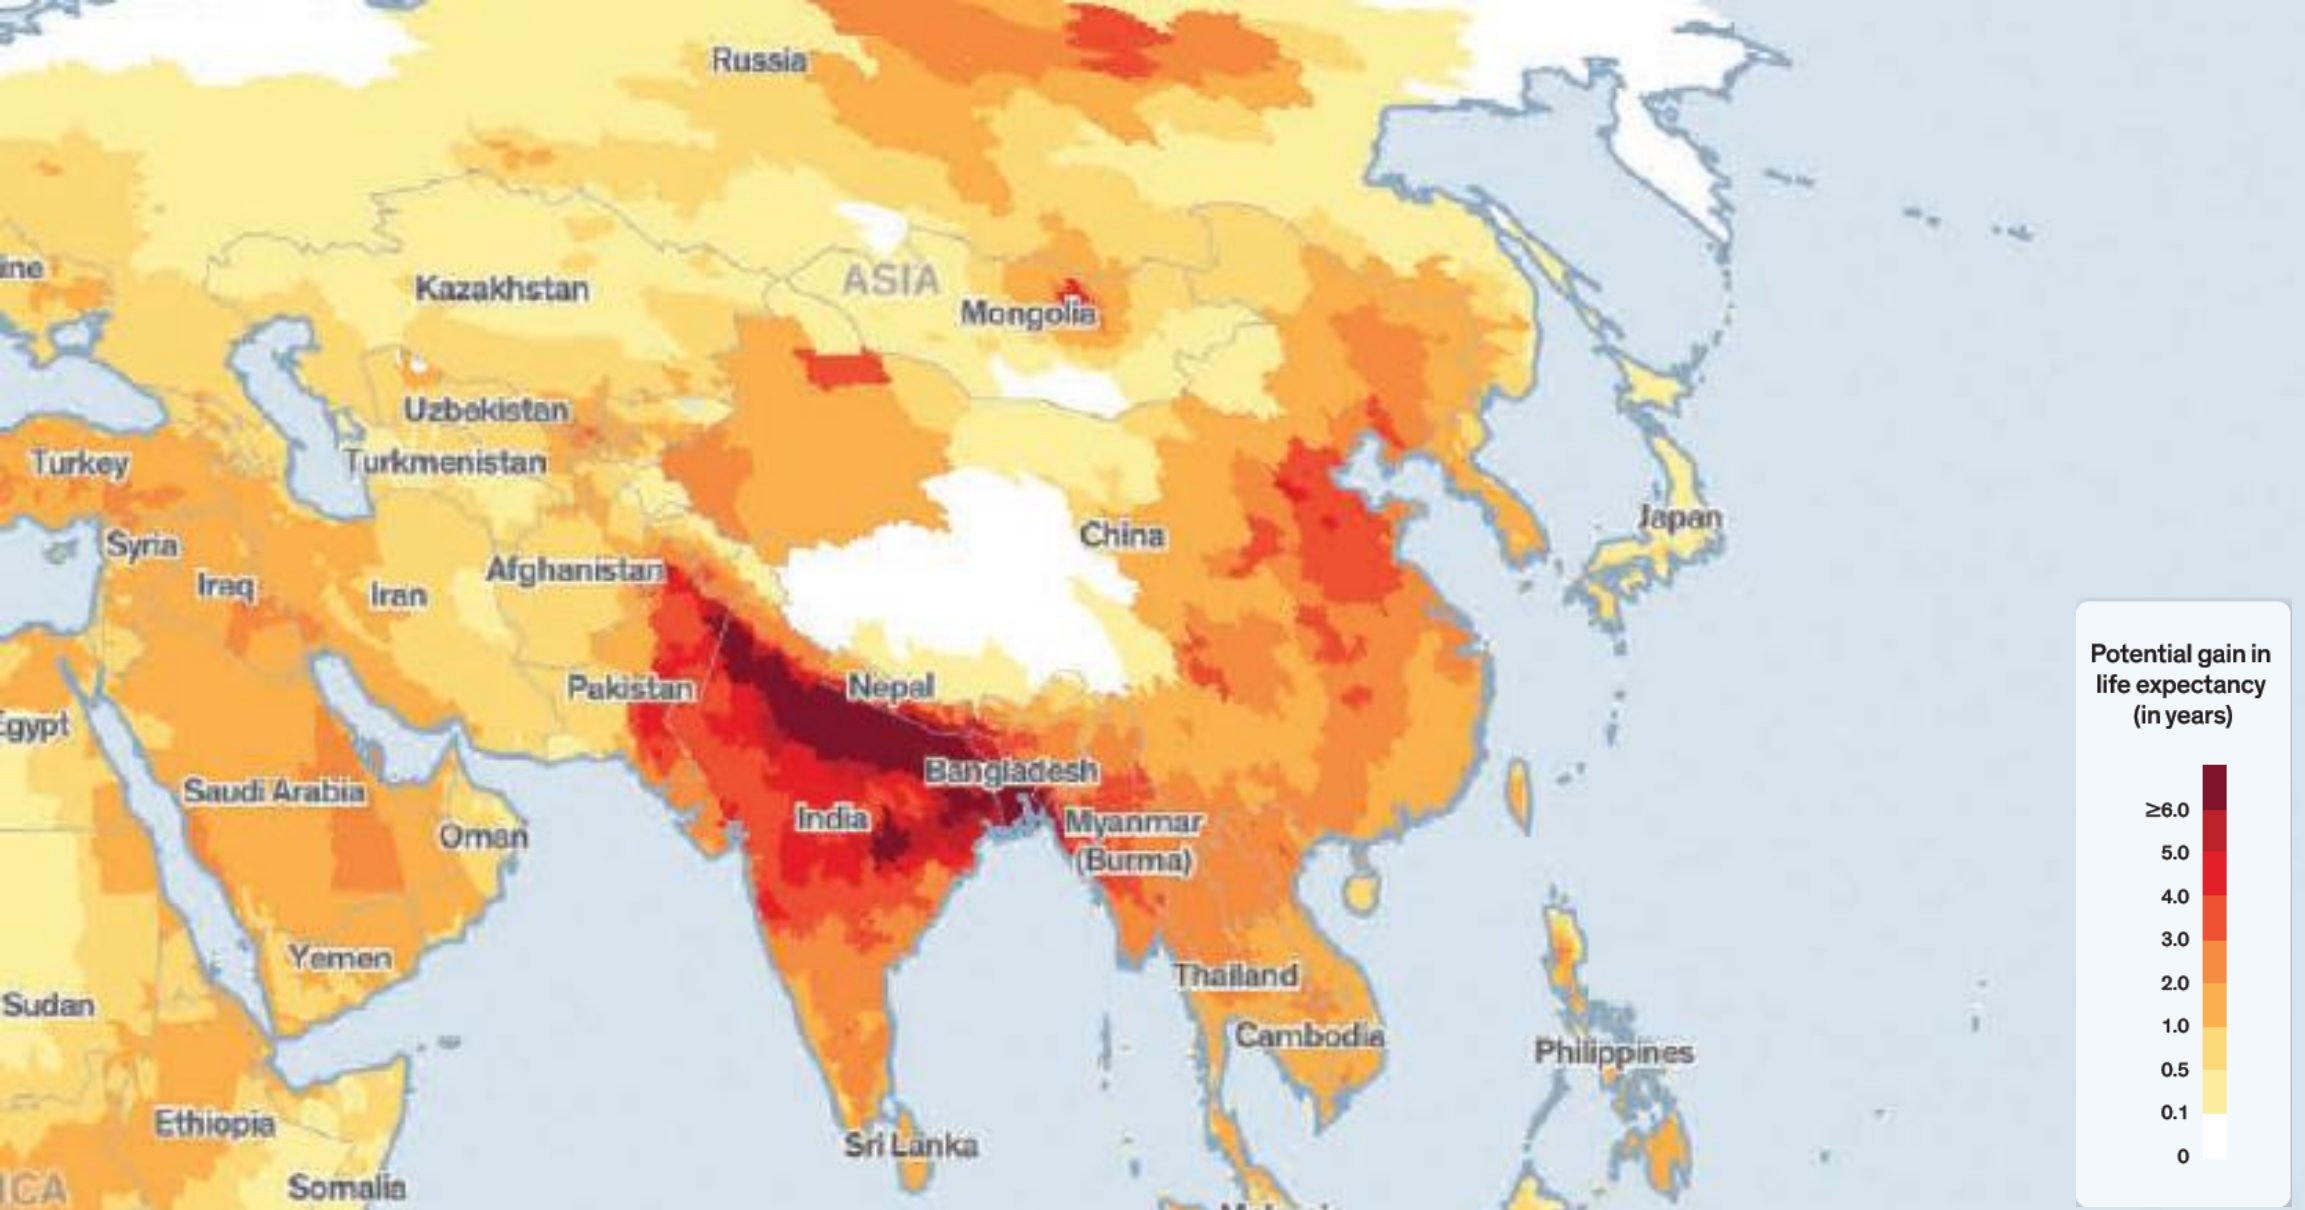 Russia
ine
Kazakhstan
ASIA
Mongolia
Uzbekistan
Turkey
Turkmenistan
Syria
Japan
China
Iraq
Iran
Afghanistan
Pakistan
Nepal
Egypt
Bangladesh
Saudi Arabia
India
Myanmar
(Burma)
Oman
Yemen
Thailand
Sudan
Cambodia
Philippines
Ethiopia
Sri Lanka
Somalia
ICA
Potential gain in
life expectancy
(in years)
≥6.0
5.0
4.0
3.0
2.0
1.0
0.5
0.1
0